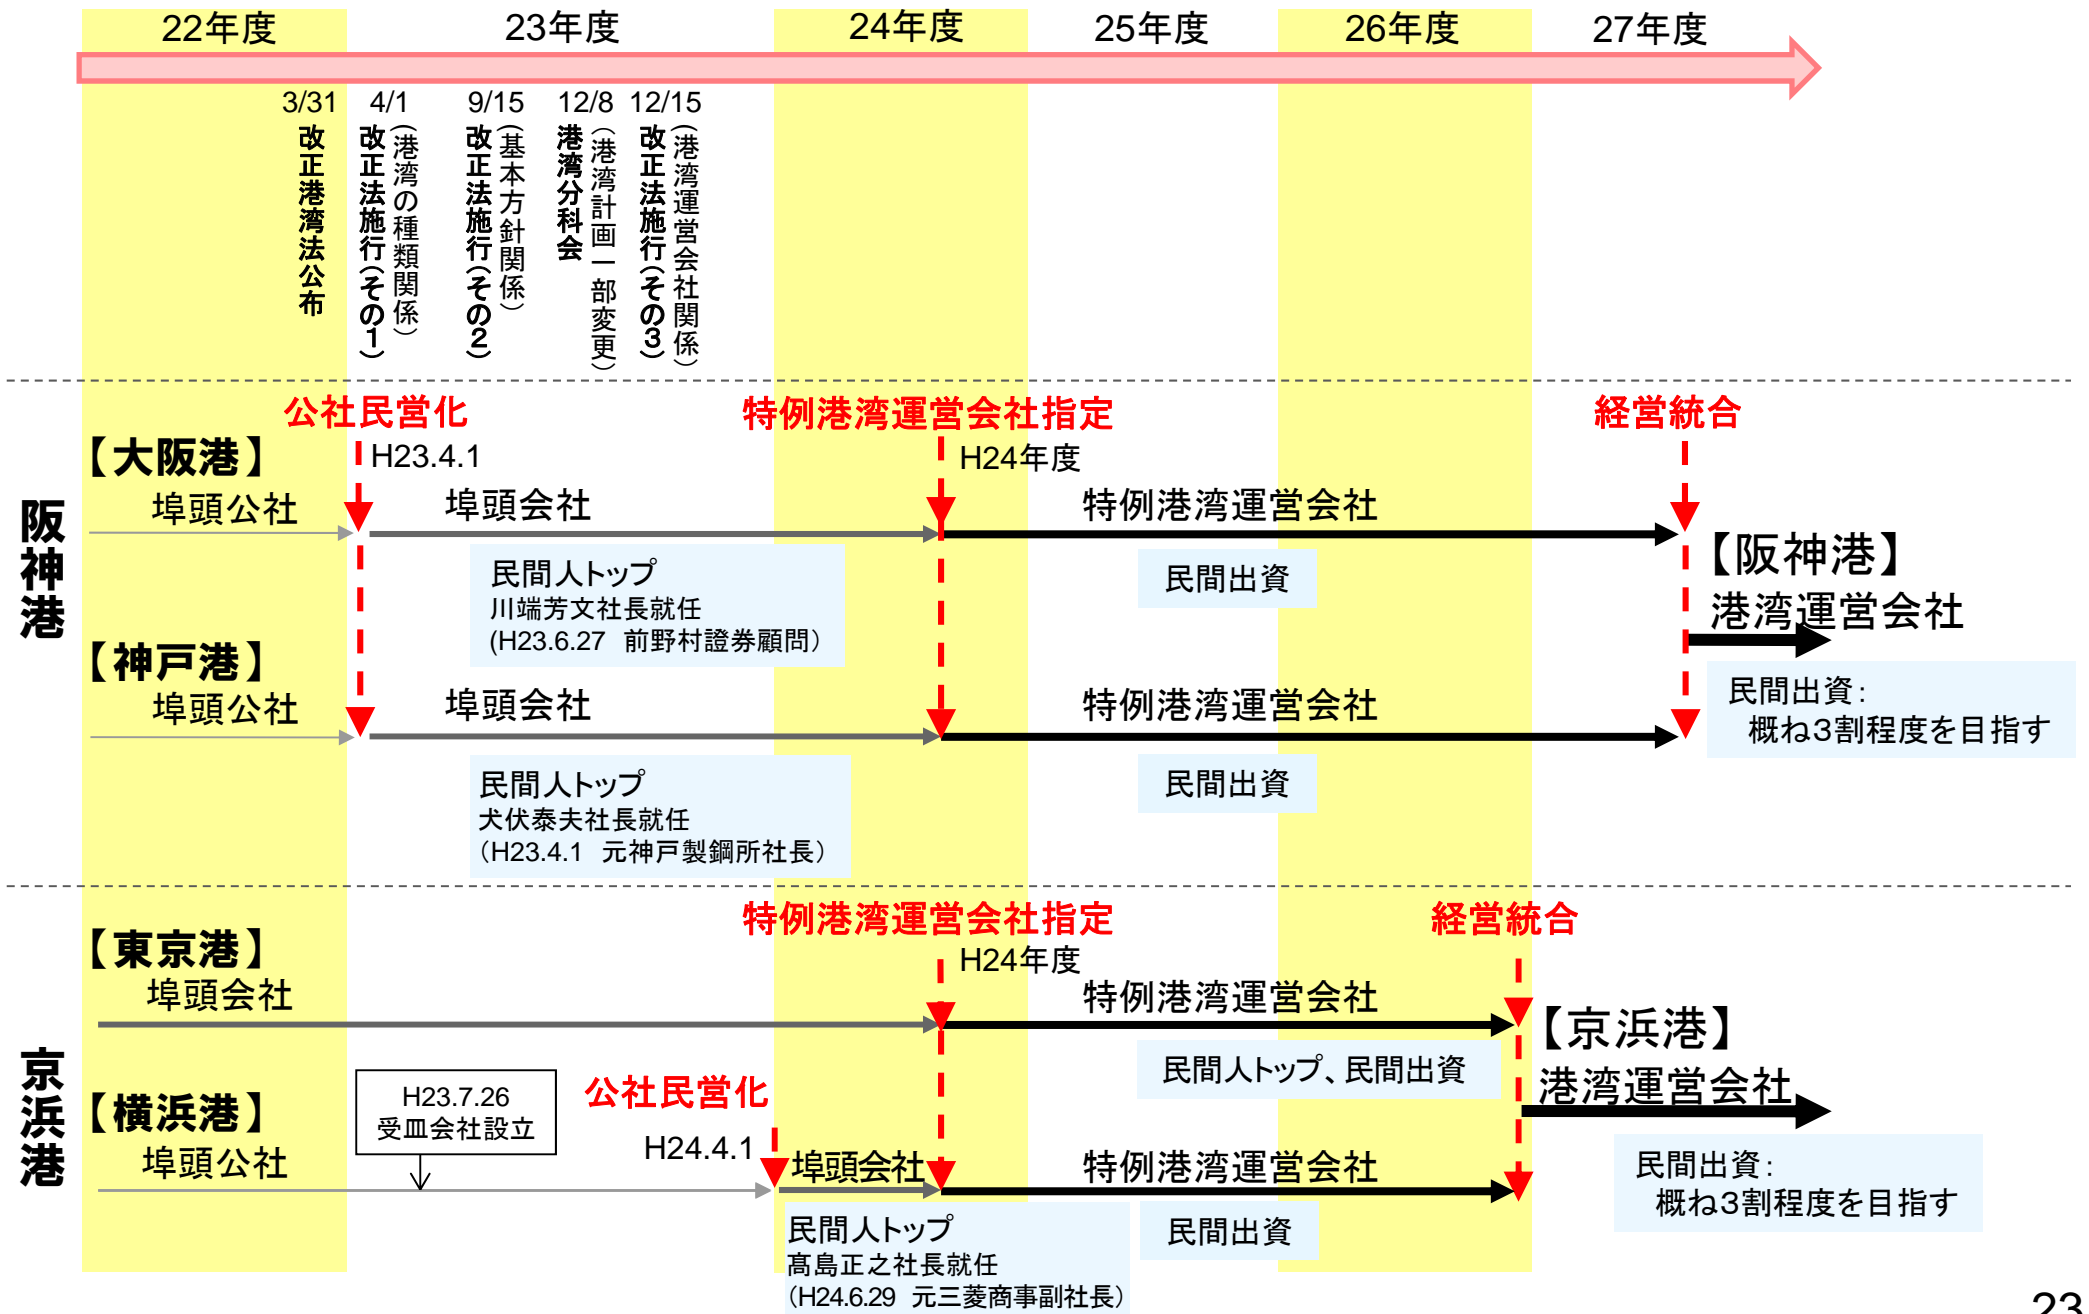 22年度
23年度
24年度
25年度
26年度
27年度
3/31
改正港湾法公布
4/1
改正法施行(その1)
(港湾の種類関係)
9/15
改正法施行(その2)
(基本方針関係)
12/8
港湾分科会
(港湾計画一部変更)
12/15
改正法施行(その3)
(港湾運営会社関係)
阪神港
公社民営化
H23.4.1
特例港湾運営会社指定
H24年度
経営統合
【大阪港】
埠頭公社
埠頭会社
特例港湾運営会社
民間人トップ
川端芳文社長就任
(H23.6.27 前野村證券顧問)
民間出資
【神戸港】
埠頭公社
埠頭会社
特例港湾運営会社
民間人トップ
犬伏泰夫社長就任
(H23.4.1 元神戸製鋼所社長)
民間出資
【阪神港】
港湾運営会社
民間出資:
概ね3割程度を目指す
京浜港
特例港湾運営会社指定
H24年度
経営統合
【東京港】
埠頭会社
特例港湾運営会社
民間人トップ、民間出資
【横浜港】
埠頭公社
H23.7.26
受皿会社設立
公社民営化
H24.4.1
埠頭会社
特例港湾運営会社
民間人トップ
髙島正之社長就任
(H24.6.29 元三菱商事副社長)
民間出資
【京浜港】
港湾運営会社
民間出資:
概ね3割程度を目指す
23